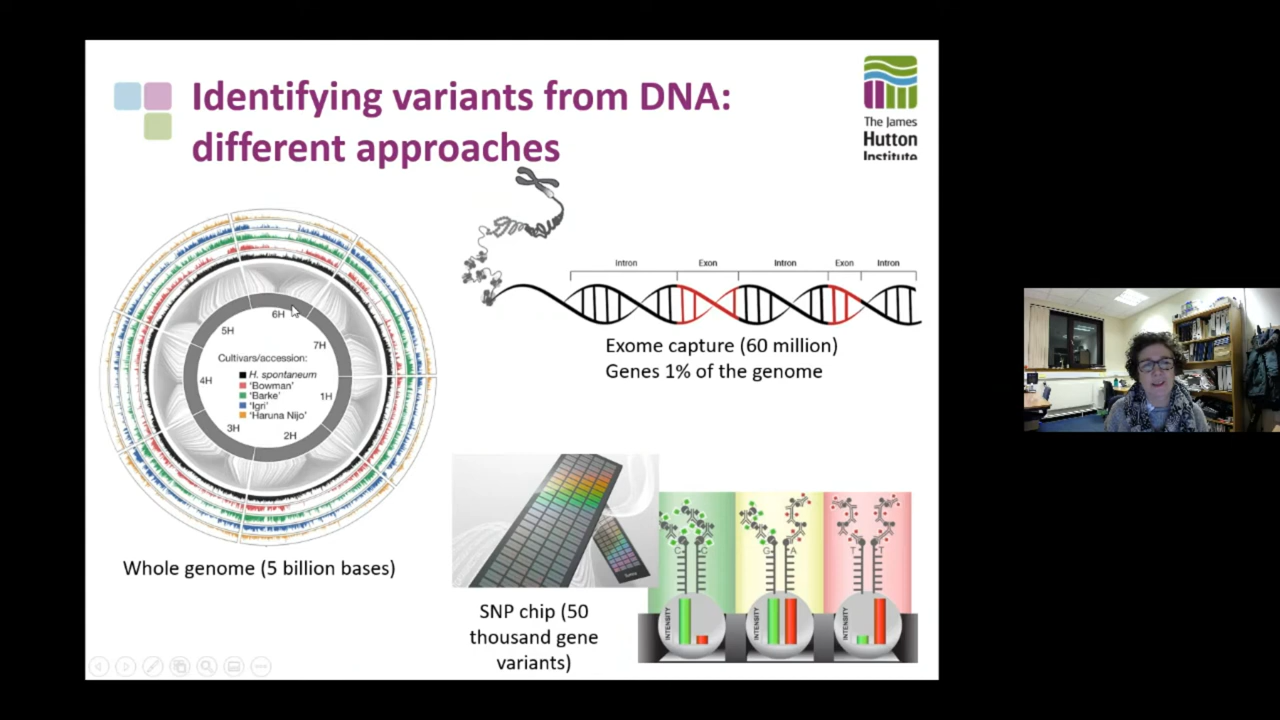 Identifying variants from DNA:
different approaches
The James
Hutton
Institute
Intron
Exon
Intron
Exon
Intron
Exome capture (60 million)
Genes 1% of the genome
6H
5H
7H
4H
1H
3H
2H
Cultivars/accession:
H. spontaneum
'Bowman'
'Barke'
'Igri'
'Haruna Nijo'
Whole genome (5 billion bases)
SNP chip (50
thousand gene
variants)
C C
G A
T T
INTENSITY
INTENSITY
INTENSITY